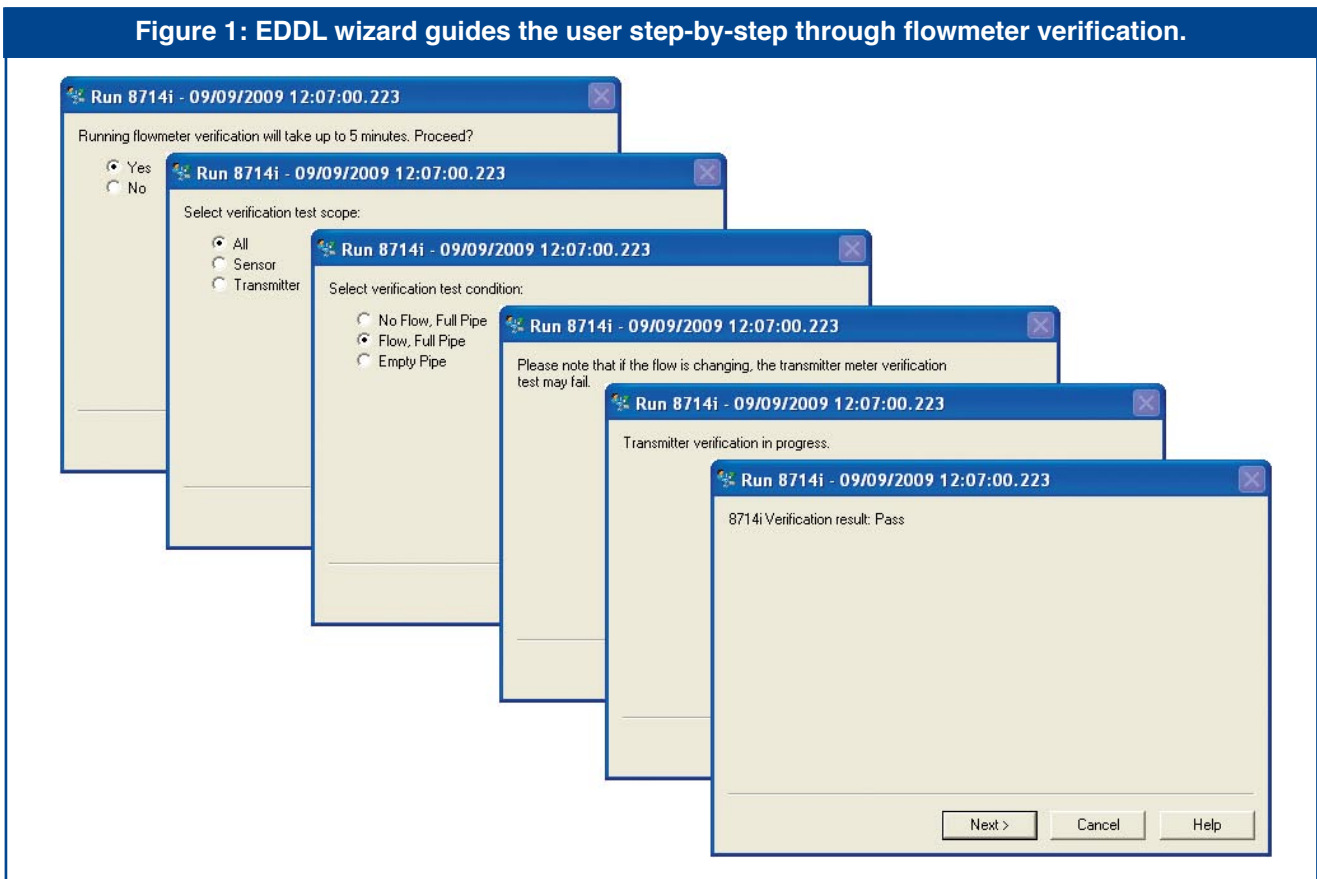 Figure 1: EDDL wizard guides the user step-by-step through flowmeter verification.
Run 8714i - 09/09/2009 12:07:00.223
Running flowmeter verification will take up to 5 minutes. Proceed?
Yes
No
Run 8714i - 09/09/2009 12:07:00.223
Select verification test scope:
All
Sensor
Transmitter
Run 8714i - 09/09/2009 12:07:00.223
Select verification test condition:
No Flow, Full Pipe
Flow, Full Pipe
Empty Pipe
Run 8714i - 09/09/2009 12:07:00.223
Please note that if the flow is changing, the transmitter meter verification
test may fail.
Run 8714i - 09/09/2009 12:07:00.223
Transmitter verification in progress.
Run 8714i - 09/09/2009 12:07:00.223
8714i Verification result: Pass
Next >
Cancel
Help